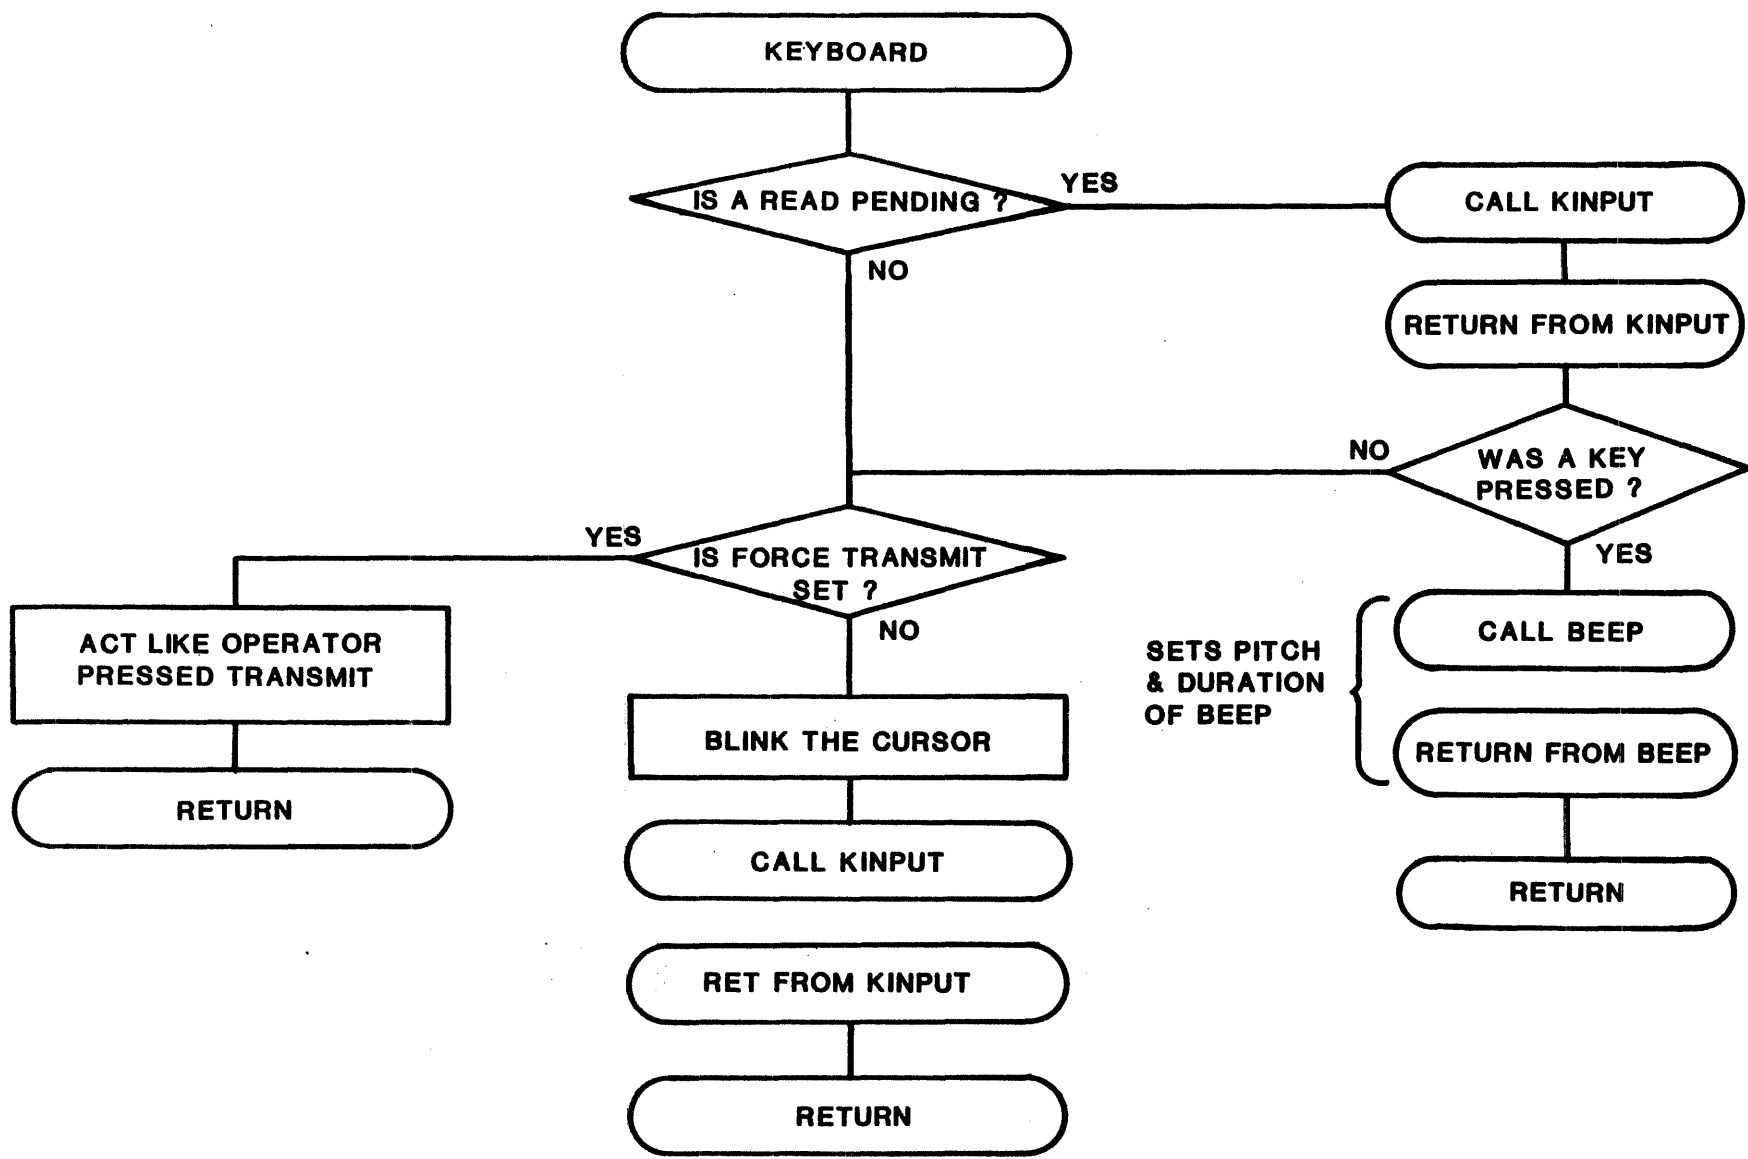 KEYBOARD
IS A READ PENDING ?
YES
NO
CALL KINPUT
RETURN FROM KINPUT
WAS A KEY
PRESSED ?
NO
YES
IS FORCE TRANSMIT
SET ?
YES
NO
ACT LIKE OPERATOR
PRESSED TRANSMIT
RETURN
BLINK THE CURSOR
CALL KINPUT
RET FROM KINPUT
RETURN
SETS PITCH
& DURATION
OF BEEP
CALL BEEP
RETURN FROM BEEP
RETURN